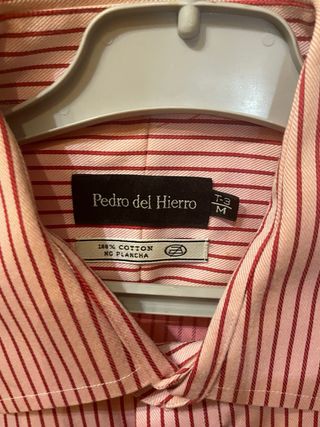 Pedro del Hierro
T-3
M
100% COTTON
NO PLANCHA